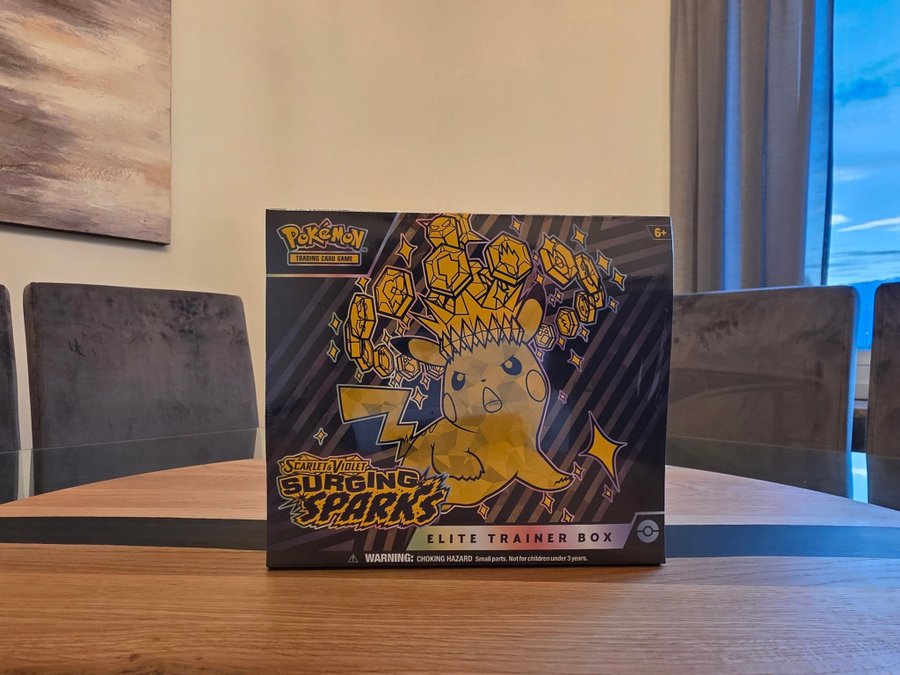 POKéMON
TRADING CARD GAME
6+
SCARLET & VIOLET
SURGING
SPARKS
ELITE TRAINER BOX
WARNING: CHOKING HAZARD Small parts. Not for children under 3 years.